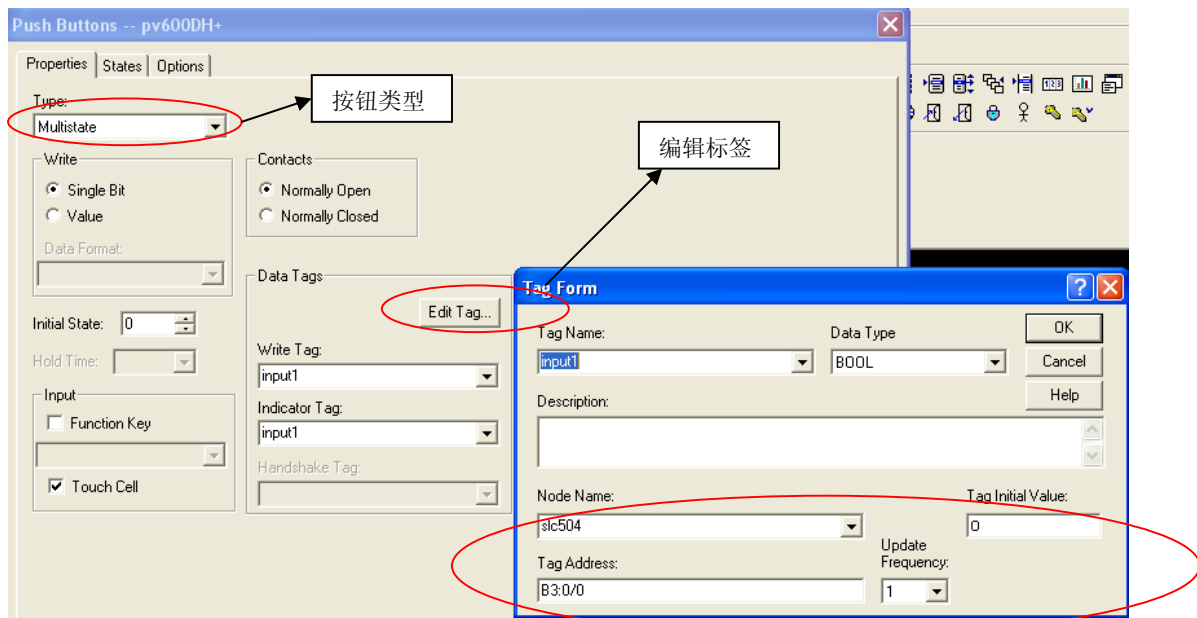 Push Buttons -- pv600DH+
Properties States Options
Type:
按钮类型
Multistate
编辑标签
Write
Contacts
Single Bit
Normally Open
Value
Normally Closed
Data Format:
Data Tags
Edit Tag...
Initial State: 0
Write Tag:
Hold Time:
input1
Input
Indicator Tag:
Function Key
input1
Handshake Tag:
Touch Cell
Tag Form
Tag Name:
Data Type
OK
input1
BOOL
Cancel
Help
Description:
Node Name:
Tag Initial Value:
slc504
0
Update
Frequency:
Tag Address:
B3:0/0
1